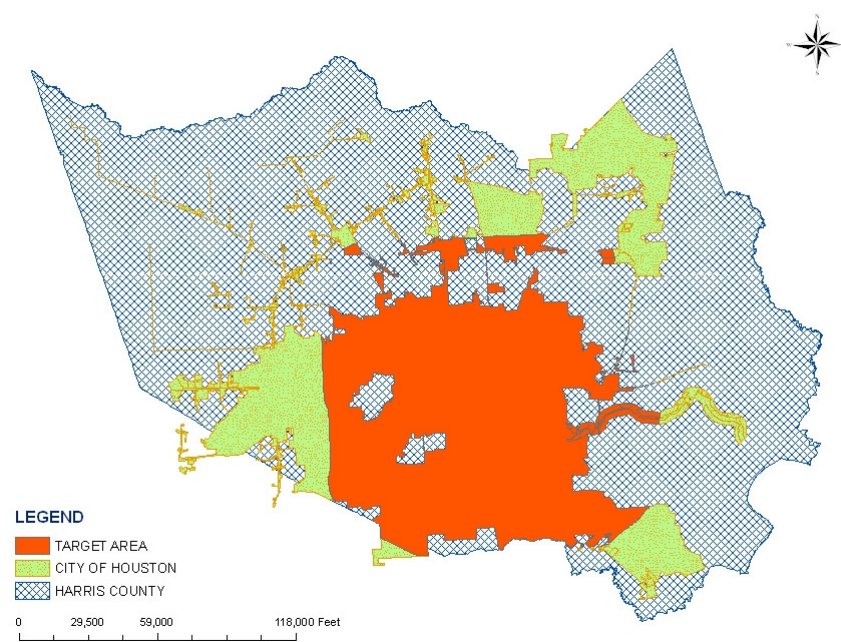 N
W
S
LEGEND
TARGET AREA
CITY OF HOUSTON
HARRIS COUNTY
0 29,500 59,000 118,000 Feet